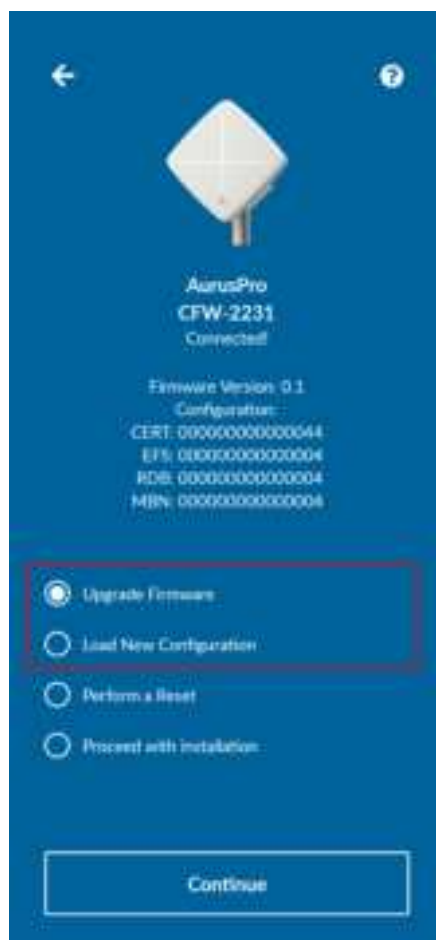 AurusPro
CFW-2231
Connected!
Firmware Version: 0.1
Configuration:
CERT: 000000000000044
EFS: 000000000000004
RDB: 000000000000004
MBN: 000000000000004
Upgrade Firmware
Load New Configuration
Perform a Reset
Proceed with installation
Continue